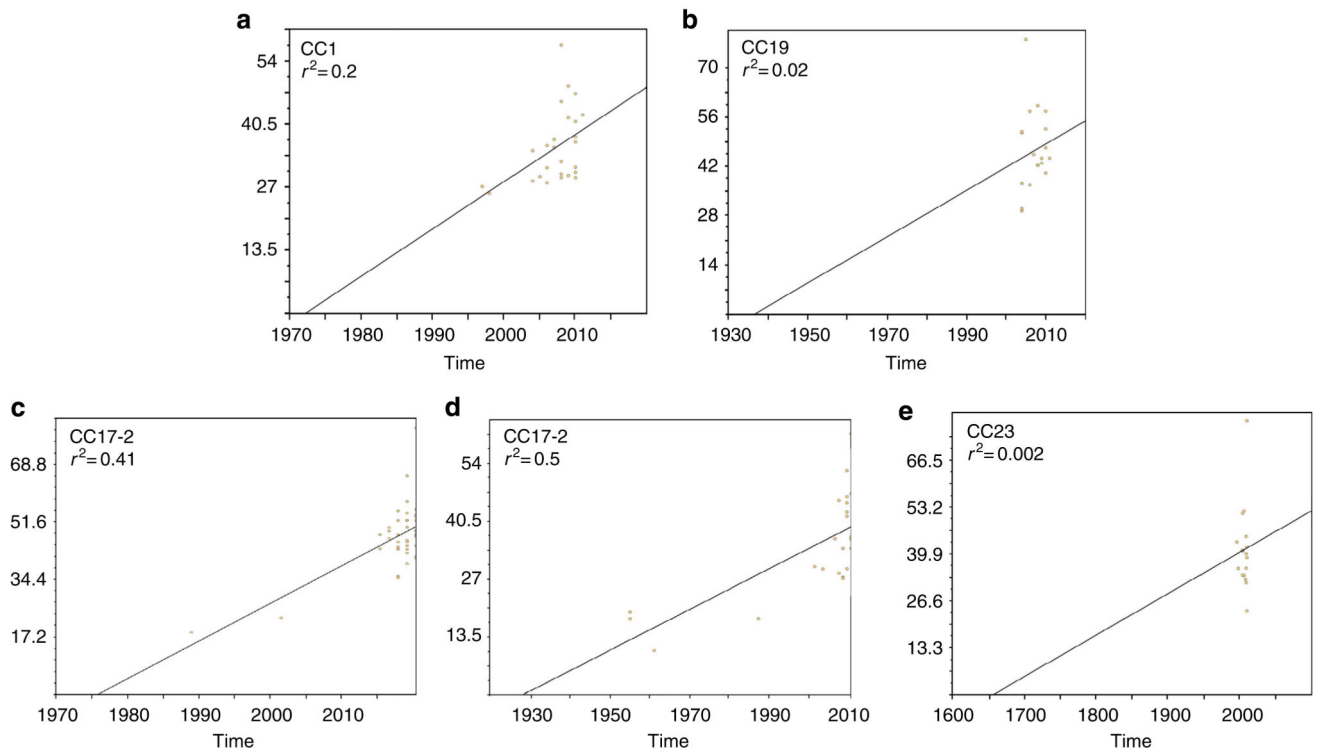 a
CC1
r²=0.2
54
40.5
27
13.5
1970 1980 1990 2000 2010
Time
b
CC19
r²=0.02
70
56
42
28
14
1930 1950 1970 1990 2010
Time
c
CC17-2
r²=0.41
68.8
51.6
34.4
17.2
1970 1980 1990 2000 2010
Time
d
CC17-2
r²=0.5
54
40.5
27
13.5
1930 1950 1970 1990 2010
Time
e
CC23
r²=0.002
66.5
53.2
39.9
26.6
13.3
1600 1700 1800 1900 2000
Time